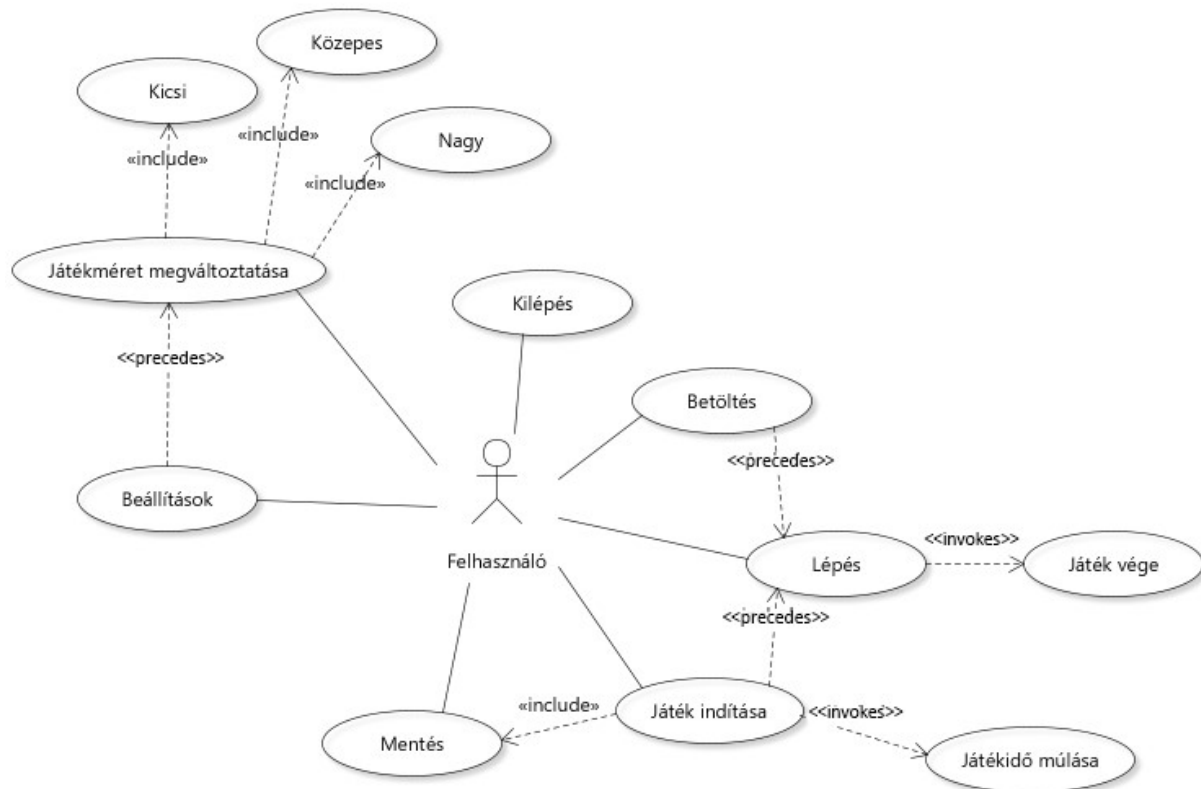 Közepes
Kicsi
«include»
Nagy
«include»
«include»
Játékméret megváltoztatása
Kilépés
<<precedes>>
Betöltés
<<precedes>>
Beállítások
Felhasználó
<<invokes>>
Lépés
Játék vége
<<precedes>>
«include»
Játék indítása
<<invokes>>
Mentés
Játékidő múlása